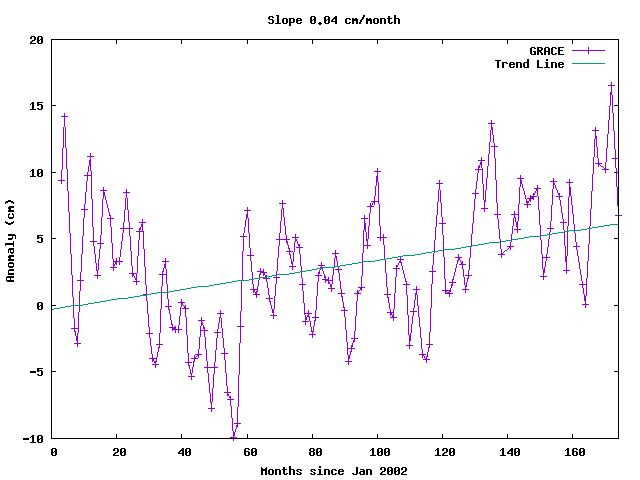 Slope 0.04 cm/month
GRACE
Trend Line
20
15
10
5
0
-5
-10
Anomaly (cm)
0 20 40 60 80 100 120 140 160
Months since Jan 2002